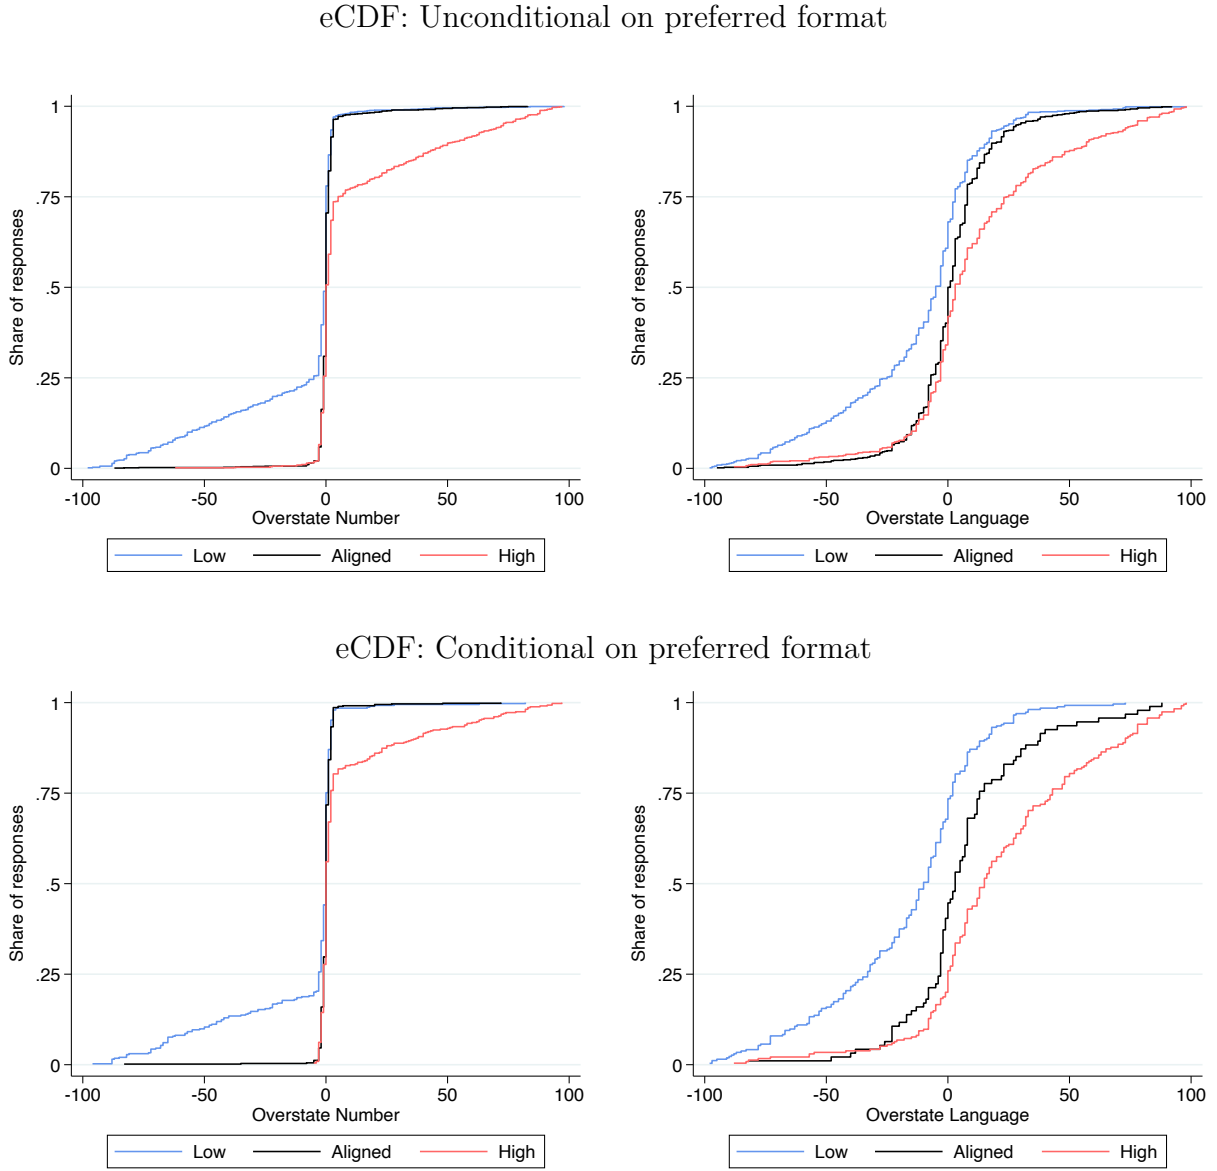 eCDF: Unconditional on preferred format
Share of responses
1
.75
.5
.25
0
-100 -50 0 50 100
Overstate Number
Low Aligned High
Share of responses
1
.75
.5
.25
0
-100 -50 0 50 100
Overstate Language
Low Aligned High
eCDF: Conditional on preferred format
Share of responses
1
.75
.5
.25
0
-100 -50 0 50 100
Overstate Number
Low Aligned High
Share of responses
1
.75
.5
.25
0
-100 -50 0 50 100
Overstate Language
Low Aligned High